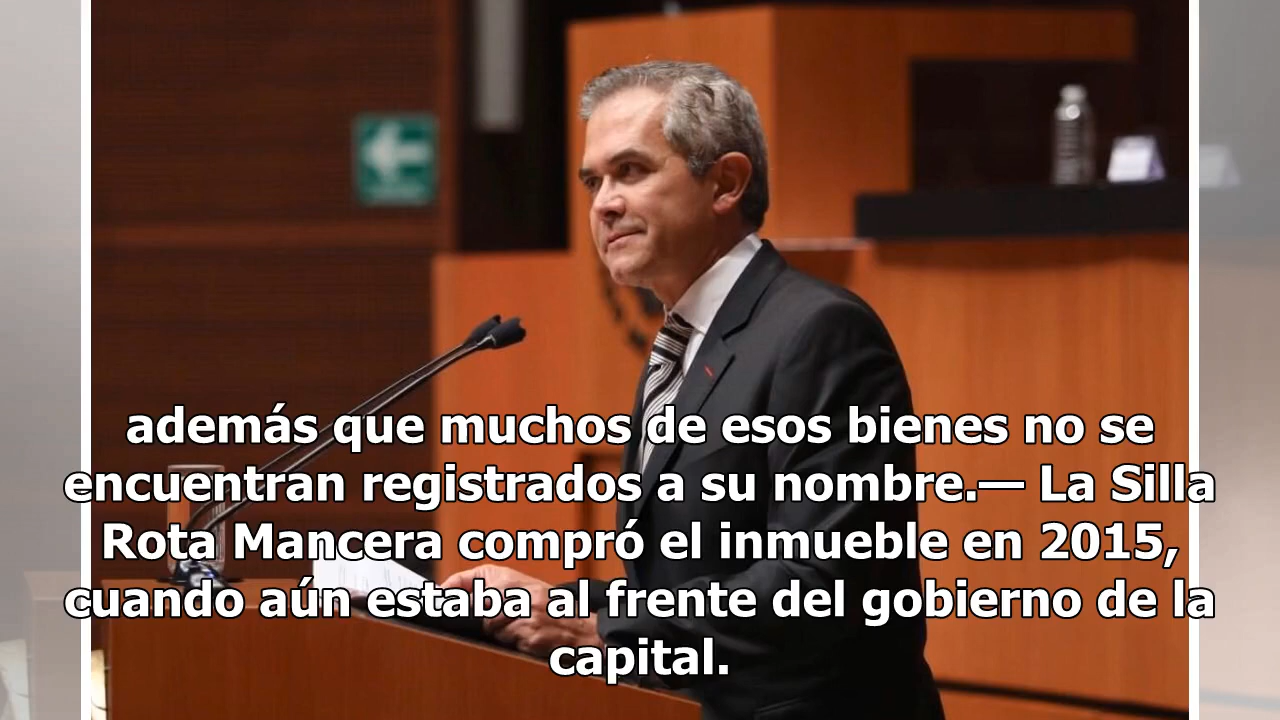 además que muchos de esos bienes no se
encuentran registrados a su nombre.— La Silla
Rota Mancera compró el inmueble en 2015,
cuando aún estaba al frente del gobierno de la
capital.